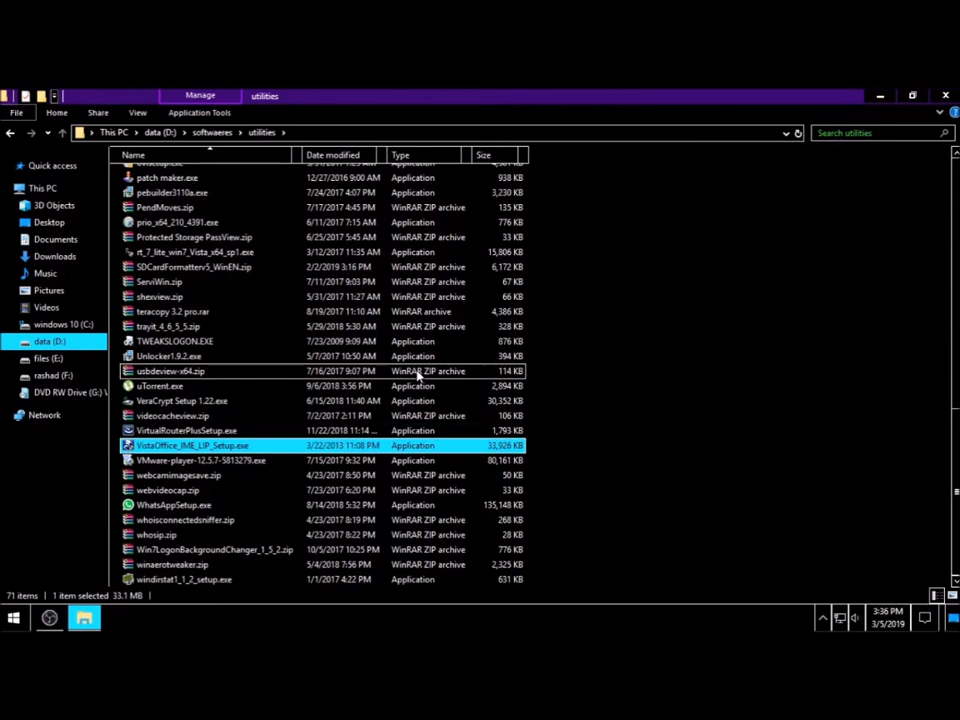 Manage utilities
File Home Share View Application Tools
This PC data (D:) softwaeres utilities Search utilities
Name Date modified Type Size
Quick access
This PC
3D Objects
Desktop
Documents
Downloads
Music
Pictures
Videos
windows 10 (C:)
data (D:)
files (E:)
rashad (F:)
DVD RW Drive (G:) \
Network
patch maker.exe 12/27/2016 9:00 AM Application 938 KB
pebuilder3110a.exe 7/24/2017 4:07 PM Application 3,230 KB
PendMoves.zip 7/17/2017 4:45 PM WinRAR ZIP archive 135 KB
prio_x64_210_4391.exe 6/11/2017 7:15 AM Application 776 KB
Protected Storage PassView.zip 6/25/2017 5:45 AM WinRAR ZIP archive 33 KB
rt_7_lite_win7_Vista_x64_sp1.exe 3/12/2017 11:35 AM Application 15,806 KB
SDCardFormatterv5_WinEN.zip 2/2/2019 3:16 PM WinRAR ZIP archive 6,172 KB
ServiWin.zip 7/11/2017 9:03 PM WinRAR ZIP archive 67 KB
shexview.zip 5/31/2017 11:27 AM WinRAR ZIP archive 66 KB
teracopy 3.2 pro.rar 8/19/2017 11:10 AM WinRAR archive 4,386 KB
trayit_4_6_5_5.zip 5/29/2018 5:30 AM WinRAR ZIP archive 328 KB
TWEAKSLOGON.EXE 7/23/2009 9:09 AM Application 876 KB
Unlocker1.9.2.exe 5/7/2017 10:50 AM Application 394 KB
usbdeview-x64.zip 7/16/2017 9:07 PM WinRAR ZIP archive 114 KB
uTorrent.exe 9/6/2018 3:56 PM Application 2,894 KB
VeraCrypt Setup 1.22.exe 6/15/2018 11:40 AM Application 30,352 KB
videocacheview.zip 7/2/2017 2:11 PM WinRAR ZIP archive 106 KB
VirtualRouterPlusSetup.exe 11/22/2018 11:14 ... Application 1,793 KB
VistaOffice_IME_LIP_Setup.exe 3/22/2013 11:08 PM Application 33,926 KB
VMware-player-12.5.7-5813279.exe 7/15/2017 9:32 PM Application 80,161 KB
webcamimagesave.zip 4/23/2017 8:50 PM WinRAR ZIP archive 50 KB
webvideocap.zip 7/23/2017 6:20 PM WinRAR ZIP archive 33 KB
WhatsAppSetup.exe 8/14/2018 5:32 PM Application 135,148 KB
whoisconnectedsniffer.zip 4/23/2017 8:19 PM WinRAR ZIP archive 268 KB
whosip.zip 4/23/2017 8:22 PM WinRAR ZIP archive 28 KB
Win7LogonBackgroundChanger_1_5_2.zip 10/5/2017 10:25 PM WinRAR ZIP archive 776 KB
winaerotweaker.zip 5/4/2018 7:56 PM WinRAR ZIP archive 2,325 KB
windirstat1_1_2_setup.exe 1/1/2017 4:22 PM Application 631 KB
71 items 1 item selected 33.1 MB
3:36 PM
3/5/2019